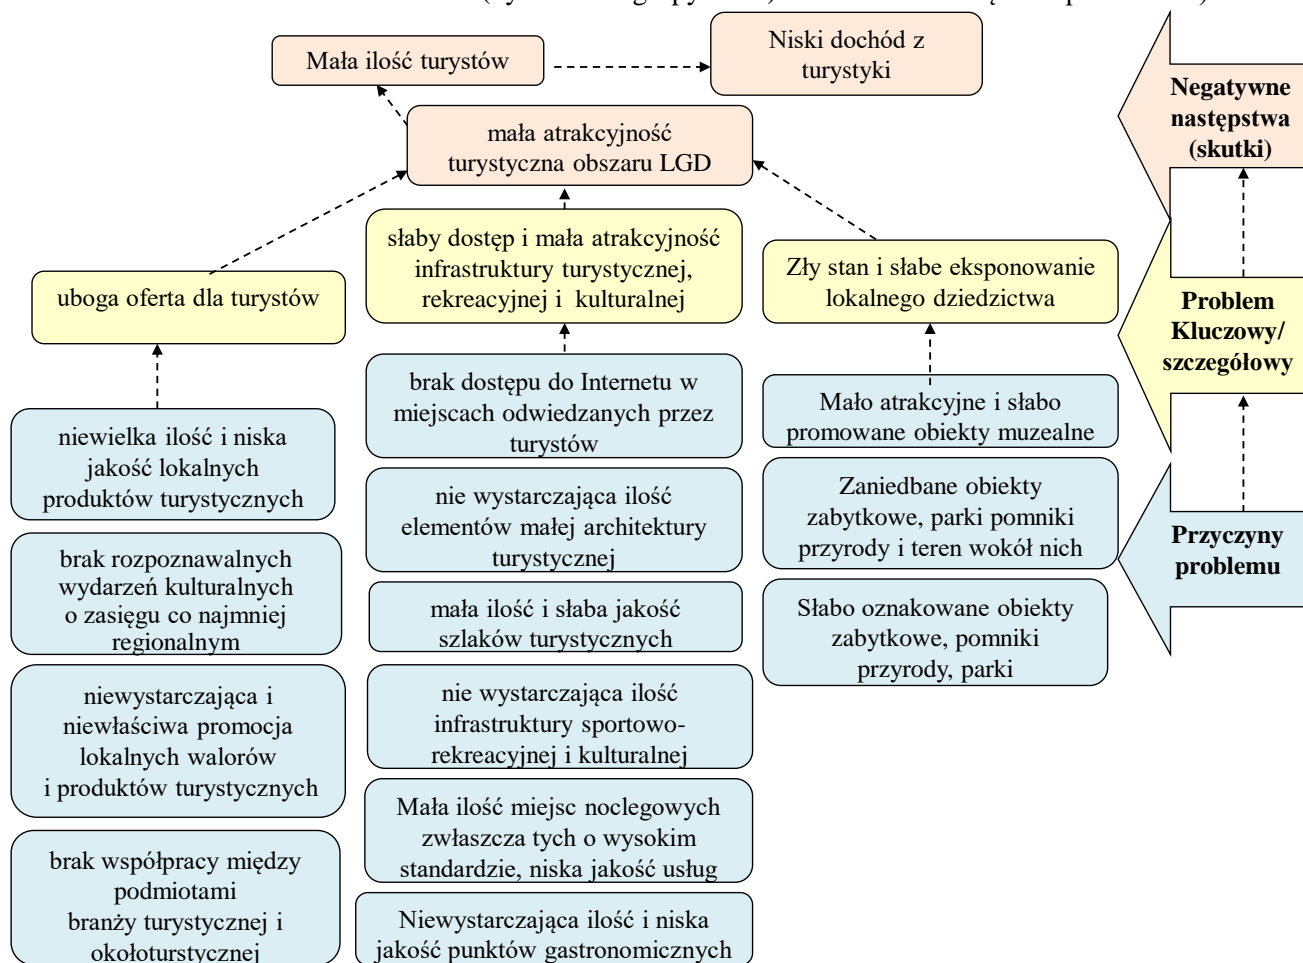 Mała ilość turystów
Niski dochód z
turystyki
Negatywne
następstwa
(skutki)
mała atrakcyjność
turystyczna obszaru LGD
uboga oferta dla turystów
słaby dostęp i mała atrakcyjność
infrastruktury turystycznej,
rekreacyjnej i kulturalnej
Zły stan i słabe eksponowanie
lokalnego dziedzictwa
Problem
Kluczowy/
szczegółowy
niewielka ilość i niska
jakość lokalnych
produktów turystycznych
brak rozpoznawalnych
wydarzeń kulturalnych
o zasięgu co najmniej
regionalnym
niewystarczająca i
niewłaściwa promocja
lokalnych walorów
i produktów turystycznych
brak współpracy między
podmiotami
branży turystycznej i
okołoturstycznej
brak dostępu do Internetu w
miejscach odwiedzanych przez
turystów
nie wystarczająca ilość
elementów małej architektury
turystycznej
mała ilość i słaba jakość
szlaków turystycznych
nie wystarczająca ilość
infrastruktury sportowo-
rekreacyjnej i kulturalnej
Mała ilość miejsc noclegowych
zwłaszcza tych o wysokim
standardzie, niska jakość usług
Niewystarczająca ilość i niska
jakość punktów gastronomicznych
Mało atrakcyjne i słabo
promowane obiekty muzealne
Zaniedbane obiekty
zabytkowe, parki pomniki
przyrody i teren wokół nich
Słabo oznakowane obiekty
zabytkowe, pomniki
przyrody, parki
Przyczyny
problemu